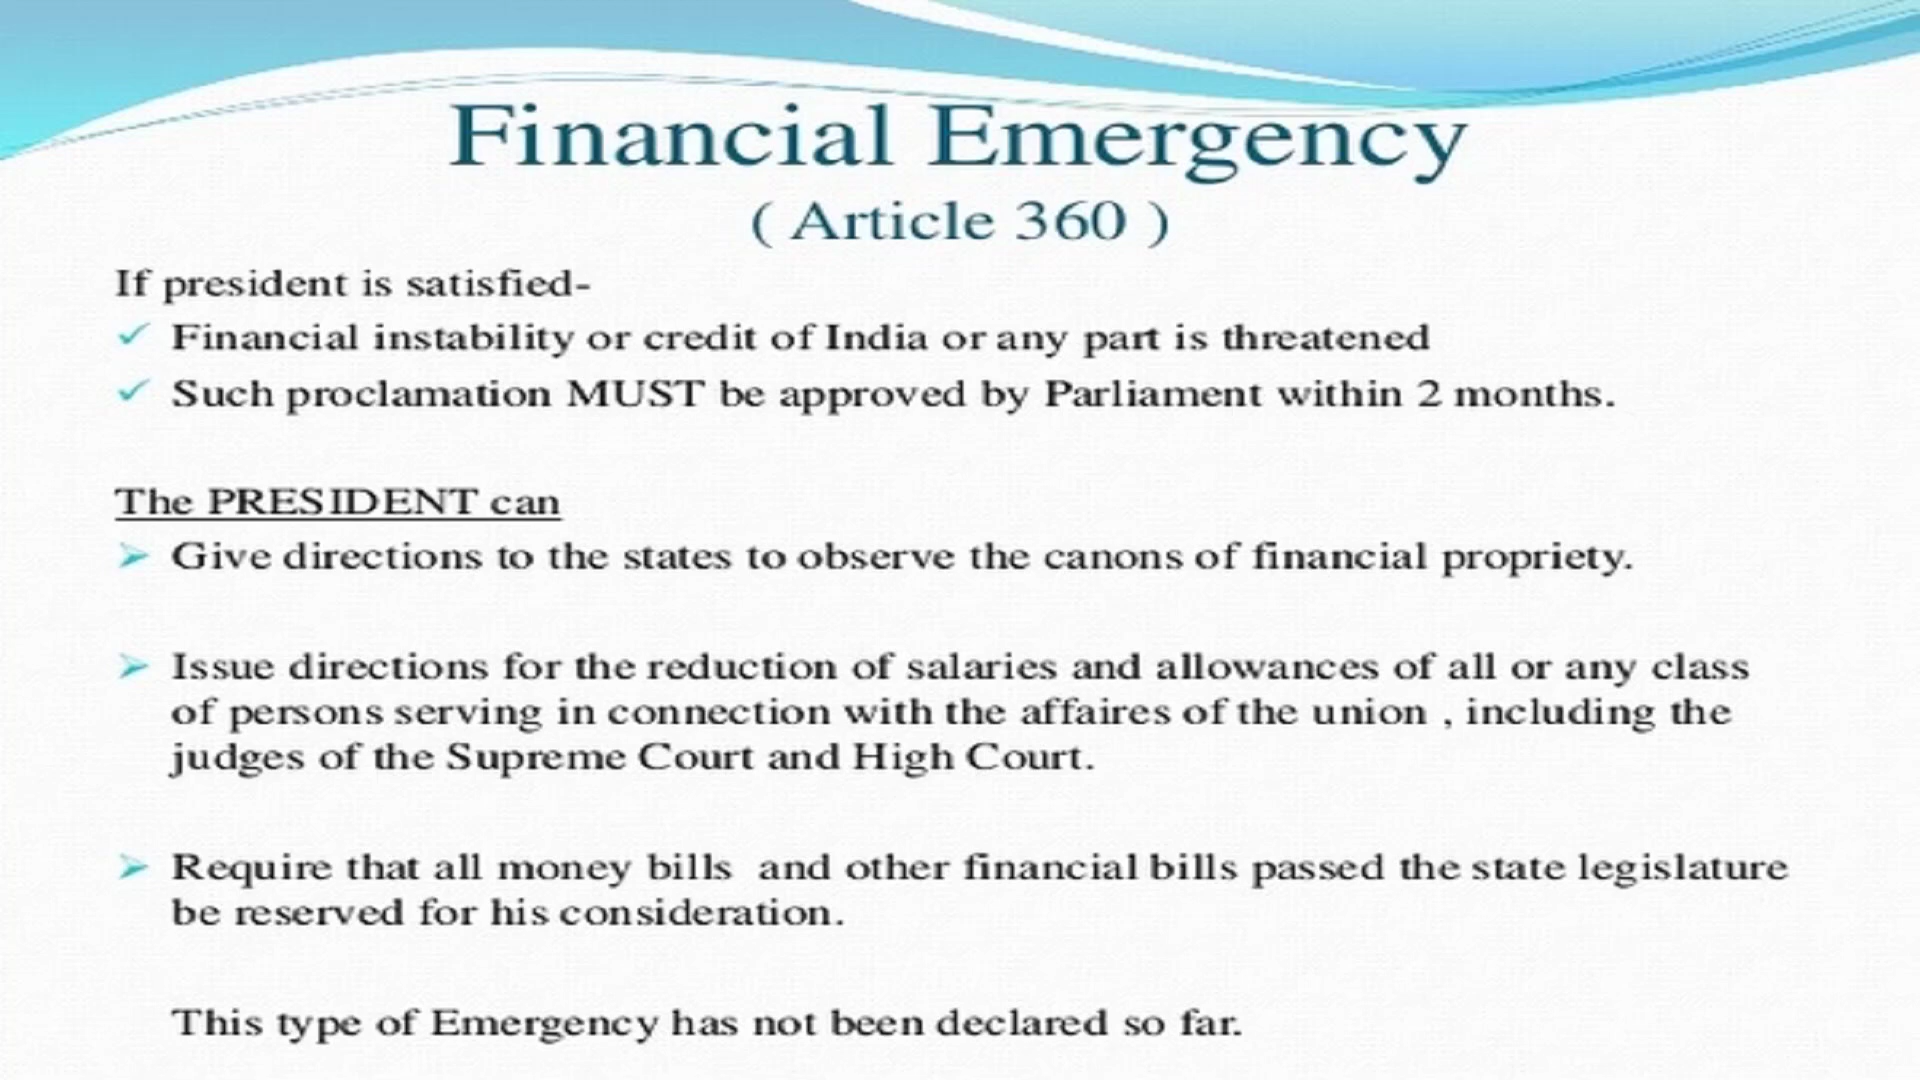 Financial Emergency
( Article 360 )
If president is satisfied-
✓ Financial instability or credit of India or any part is threatened
✓ Such proclamation MUST be approved by Parliament within 2 months.
The PRESIDENT can
➢ Give directions to the states to observe the canons of financial propriety.
➢ Issue directions for the reduction of salaries and allowances of all or any class
of persons serving in connection with the affaires of the union , including the
judges of the Supreme Court and High Court.
➢ Require that all money bills and other financial bills passed the state legislature
be reserved for his consideration.
This type of Emergency has not been declared so far.